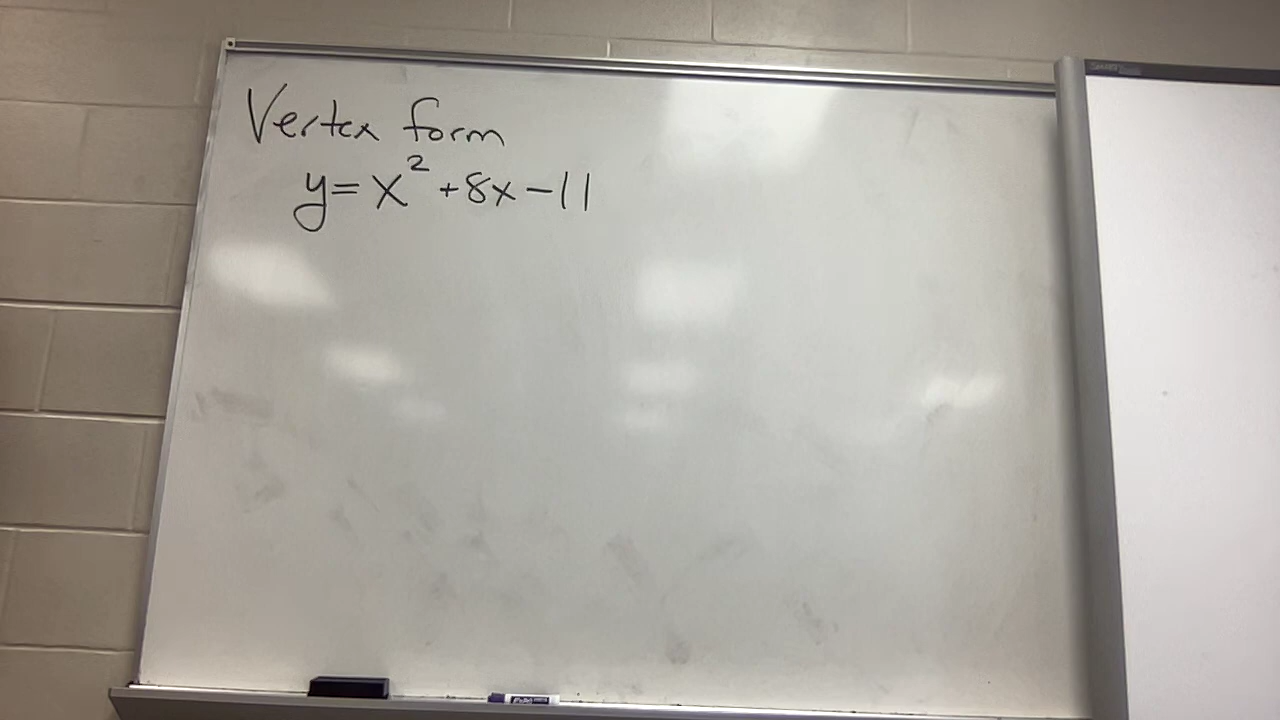 Vertex form
y = x² + 8x - 11